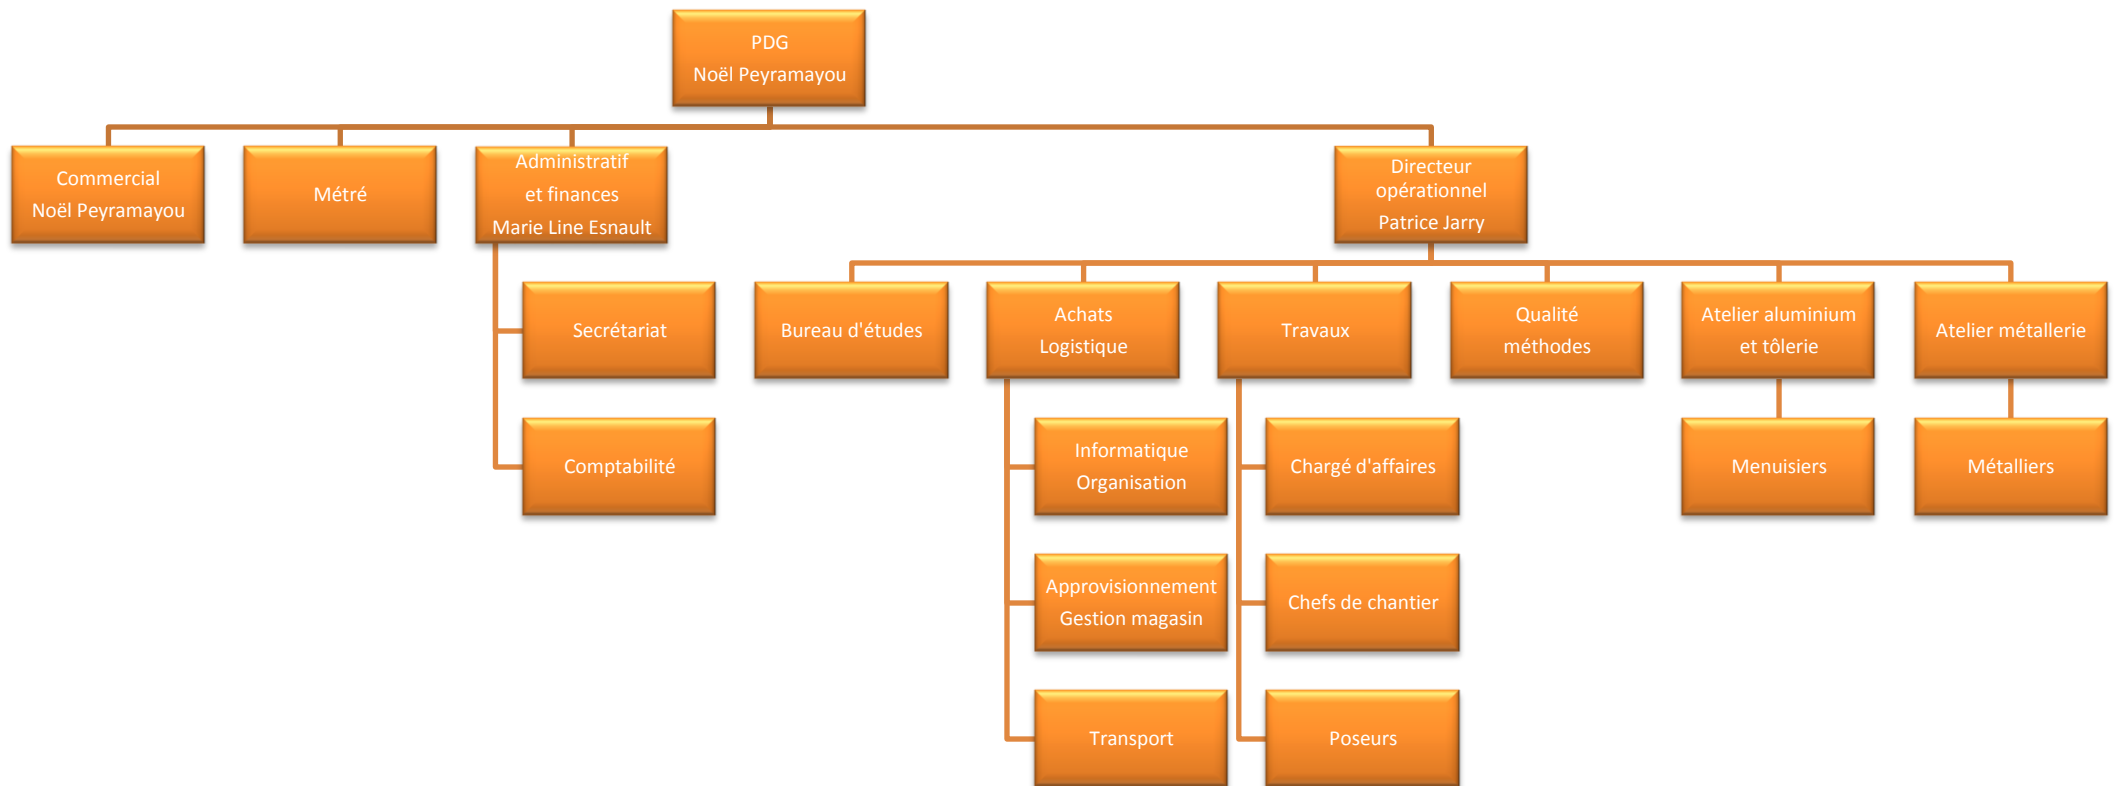 PDG
Noël Peyramayou
Commercial
Noël Peyramayou
Métré
Administratif
et finances
Marie Line Esnault
Directeur
opérationnel
Patrice Jarry
Secrétariat
Comptabilité
Bureau d'études
Achats
Logistique
Travaux
Qualité
méthodes
Atelier aluminium
et tôlerie
Atelier métallerie
Informatique
Organisation
Approvisionnement
Gestion magasin
Transport
Chargé d'affaires
Chefs de chantier
Poseurs
Menuisiers
Métalliers